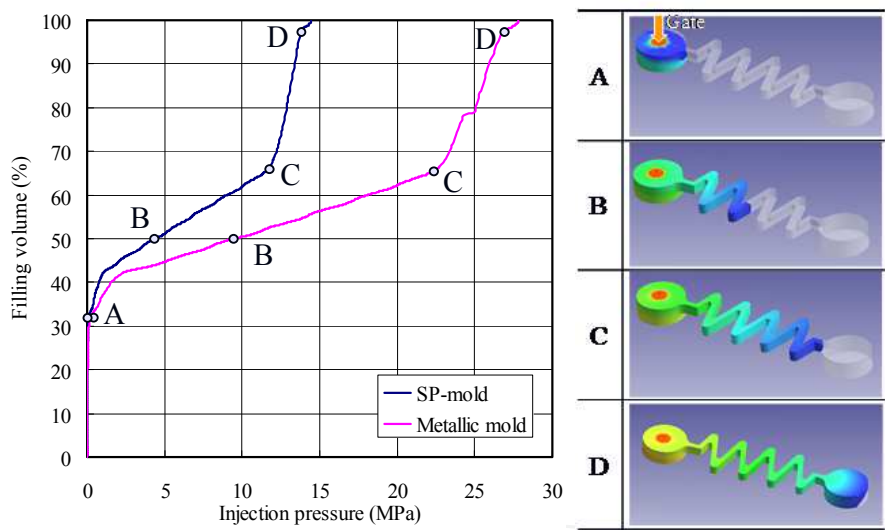 100
90
80
70
60
50
40
30
20
10
0
Filling volume (%)
0 5 10 15 20 25 30
Injection pressure (MPa)
A
B
B
C
C
D
D
SP-mold
Metallic mold
Gate
A
B
C
D